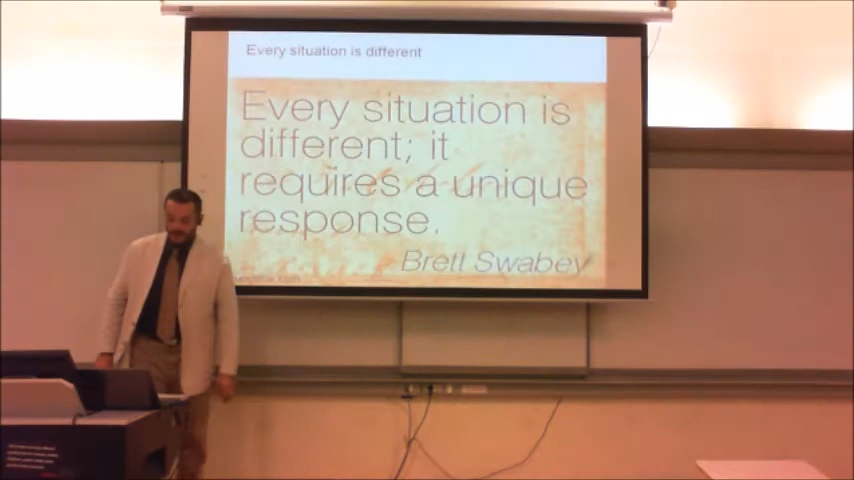 Every situation is different
Every situation is
different; it
requires a unique
response.
Brett Swabey